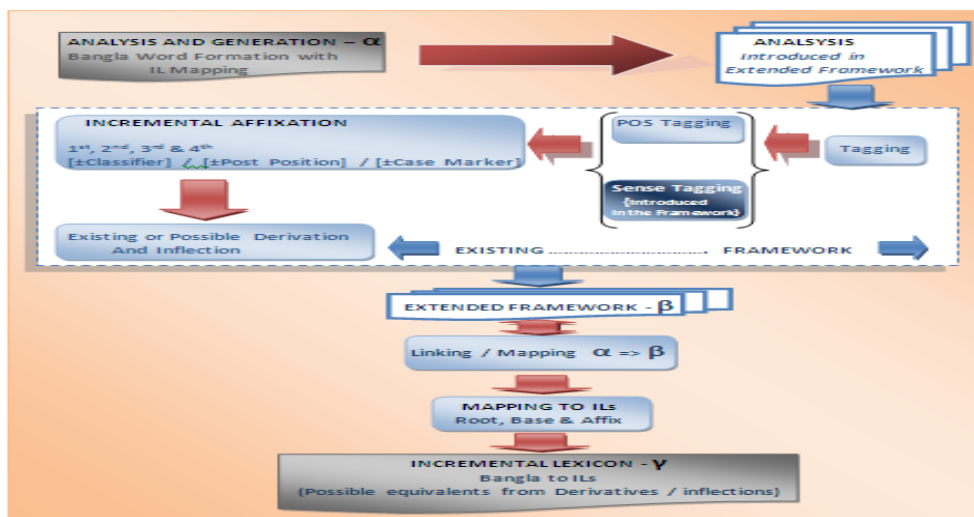 ANALYSIS AND GENERATION – α
Bangla Word Formation with
IL Mapping
ANALSYSIS
Introduced in
Extended Framework
INCREMENTAL AFFIXATION
1st, 2nd, 3rd & 4th
[±Classifier] / [±Post Position] / [±Case Marker]
POS Tagging
Tagging
Sense Tagging
{Introduced
In the Framework}
Existing or Possible Derivation
And Inflection
EXISTING ................................. FRAMEWORK
EXTENDED FRAMEWORK - β
Linking / Mapping α => β
MAPPING TO ILs
Root, Base & Affix
INCREMENTAL LEXICON - γ
Bangla to ILs
(Possible equivalents from Derivatives / inflections)